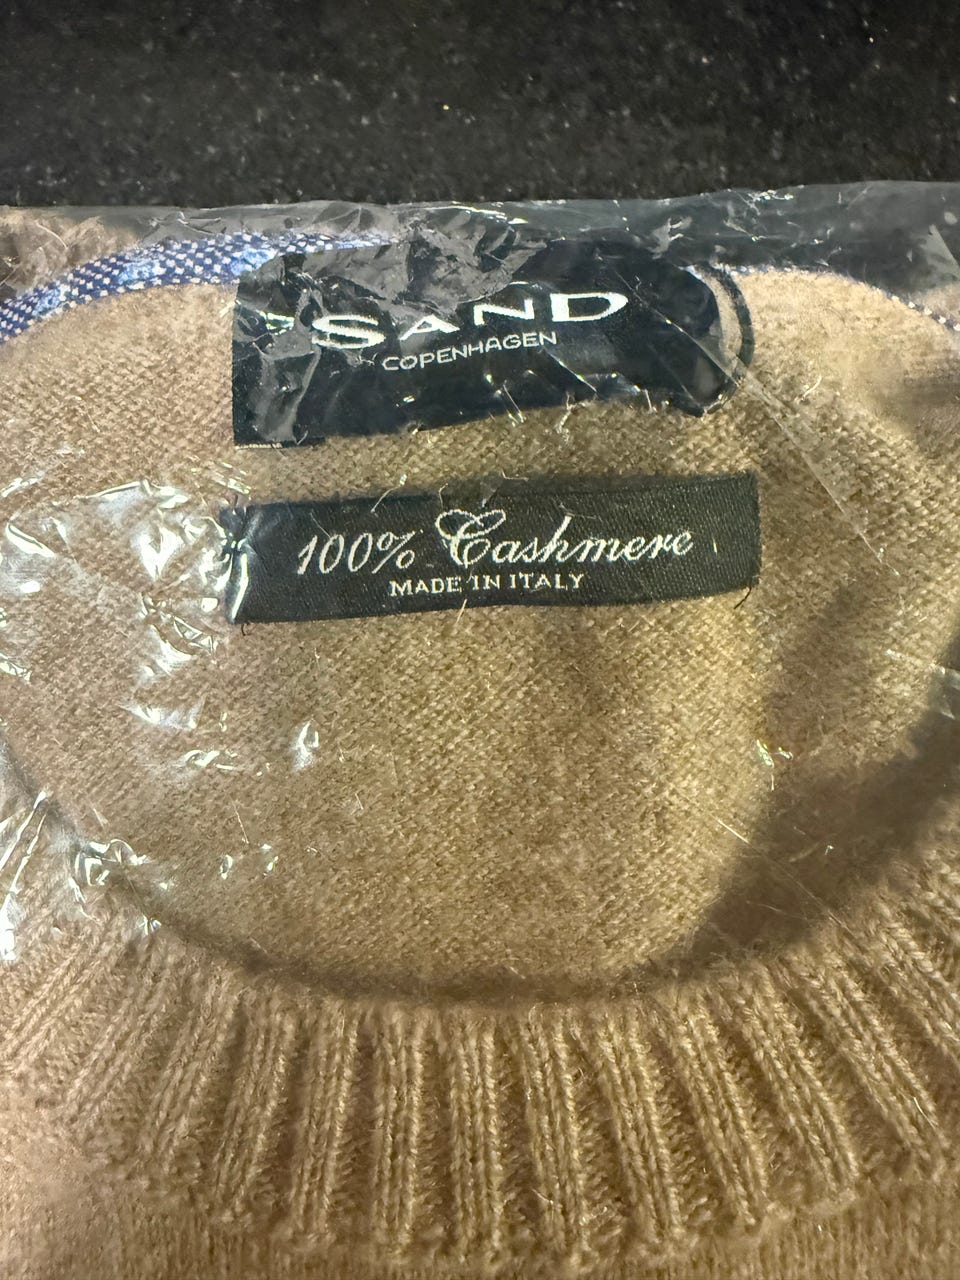 SAND
COPENHAGEN
100% Cashmere
MADE IN ITALY